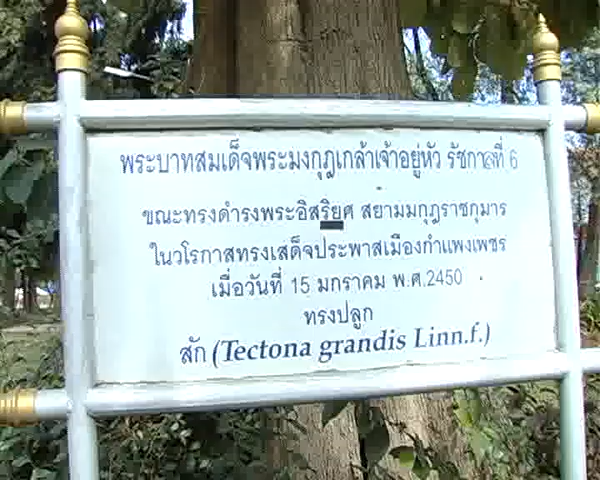 พระบาทสมเด็จพระมงกุฎเกล้าเจ้าอยู่หัว รัชกาลที่ 6
ขณะทรงดำรงพระอิสริยศ สยามมกุฎราชกุมาร
ในวโรกาสทรงเสด็จประพาสเมืองกำแพงเพชร
เมื่อวันที่ 15 มกราคม พ.ศ.2450
ทรงปลูก
สัก (Tectona grandis Linn.f.)